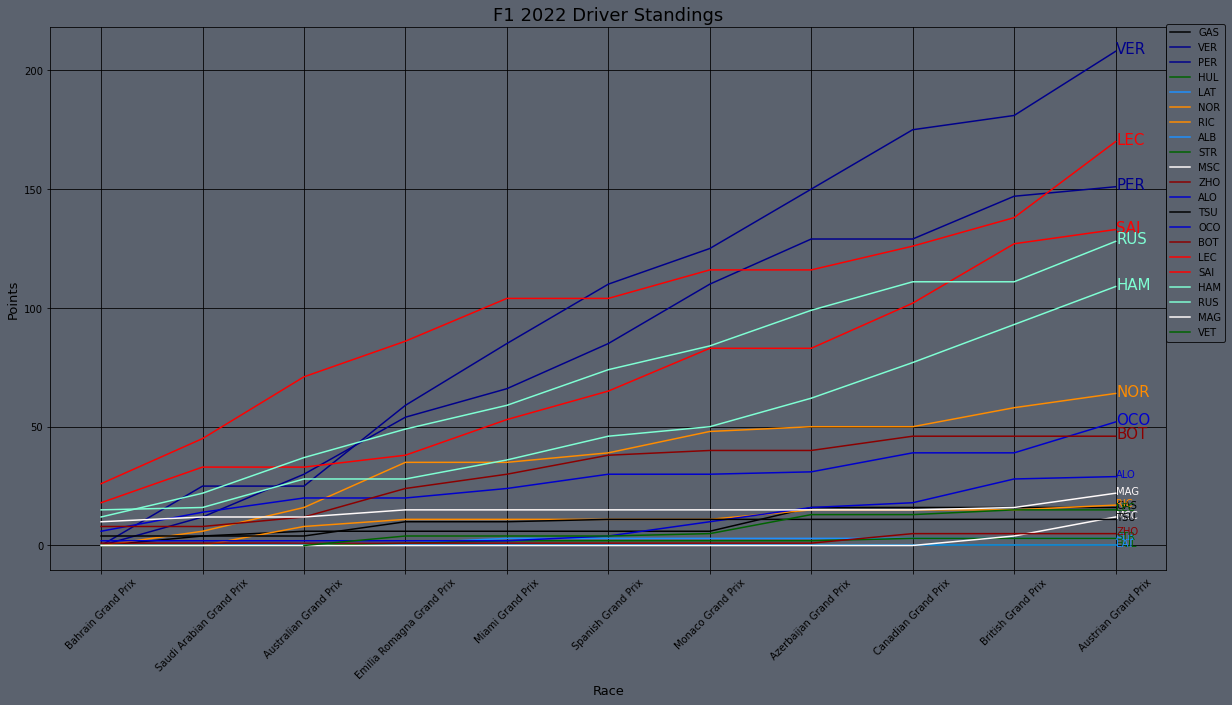 F1 2022 Driver Standings
GAS
VER
PER
HUL
LAT
NOR
RIC
ALB
STR
MSC
ZHO
ALO
TSU
OCO
BOT
LEC
SAI
HAM
RUS
MAG
VET
VER
LEC
PER
SAI
RUS
HAM
NOR
OCO
BOT
ALO
MAG
GAS
TSU
ZHO
200
150
100
50
0
Points
Bahrain Grand Prix
Saudi Arabian Grand Prix
Australian Grand Prix
Emilia Romagna Grand Prix
Miami Grand Prix
Spanish Grand Prix
Monaco Grand Prix
Azerbaijan Grand Prix
Canadian Grand Prix
British Grand Prix
Austrian Grand Prix
Race